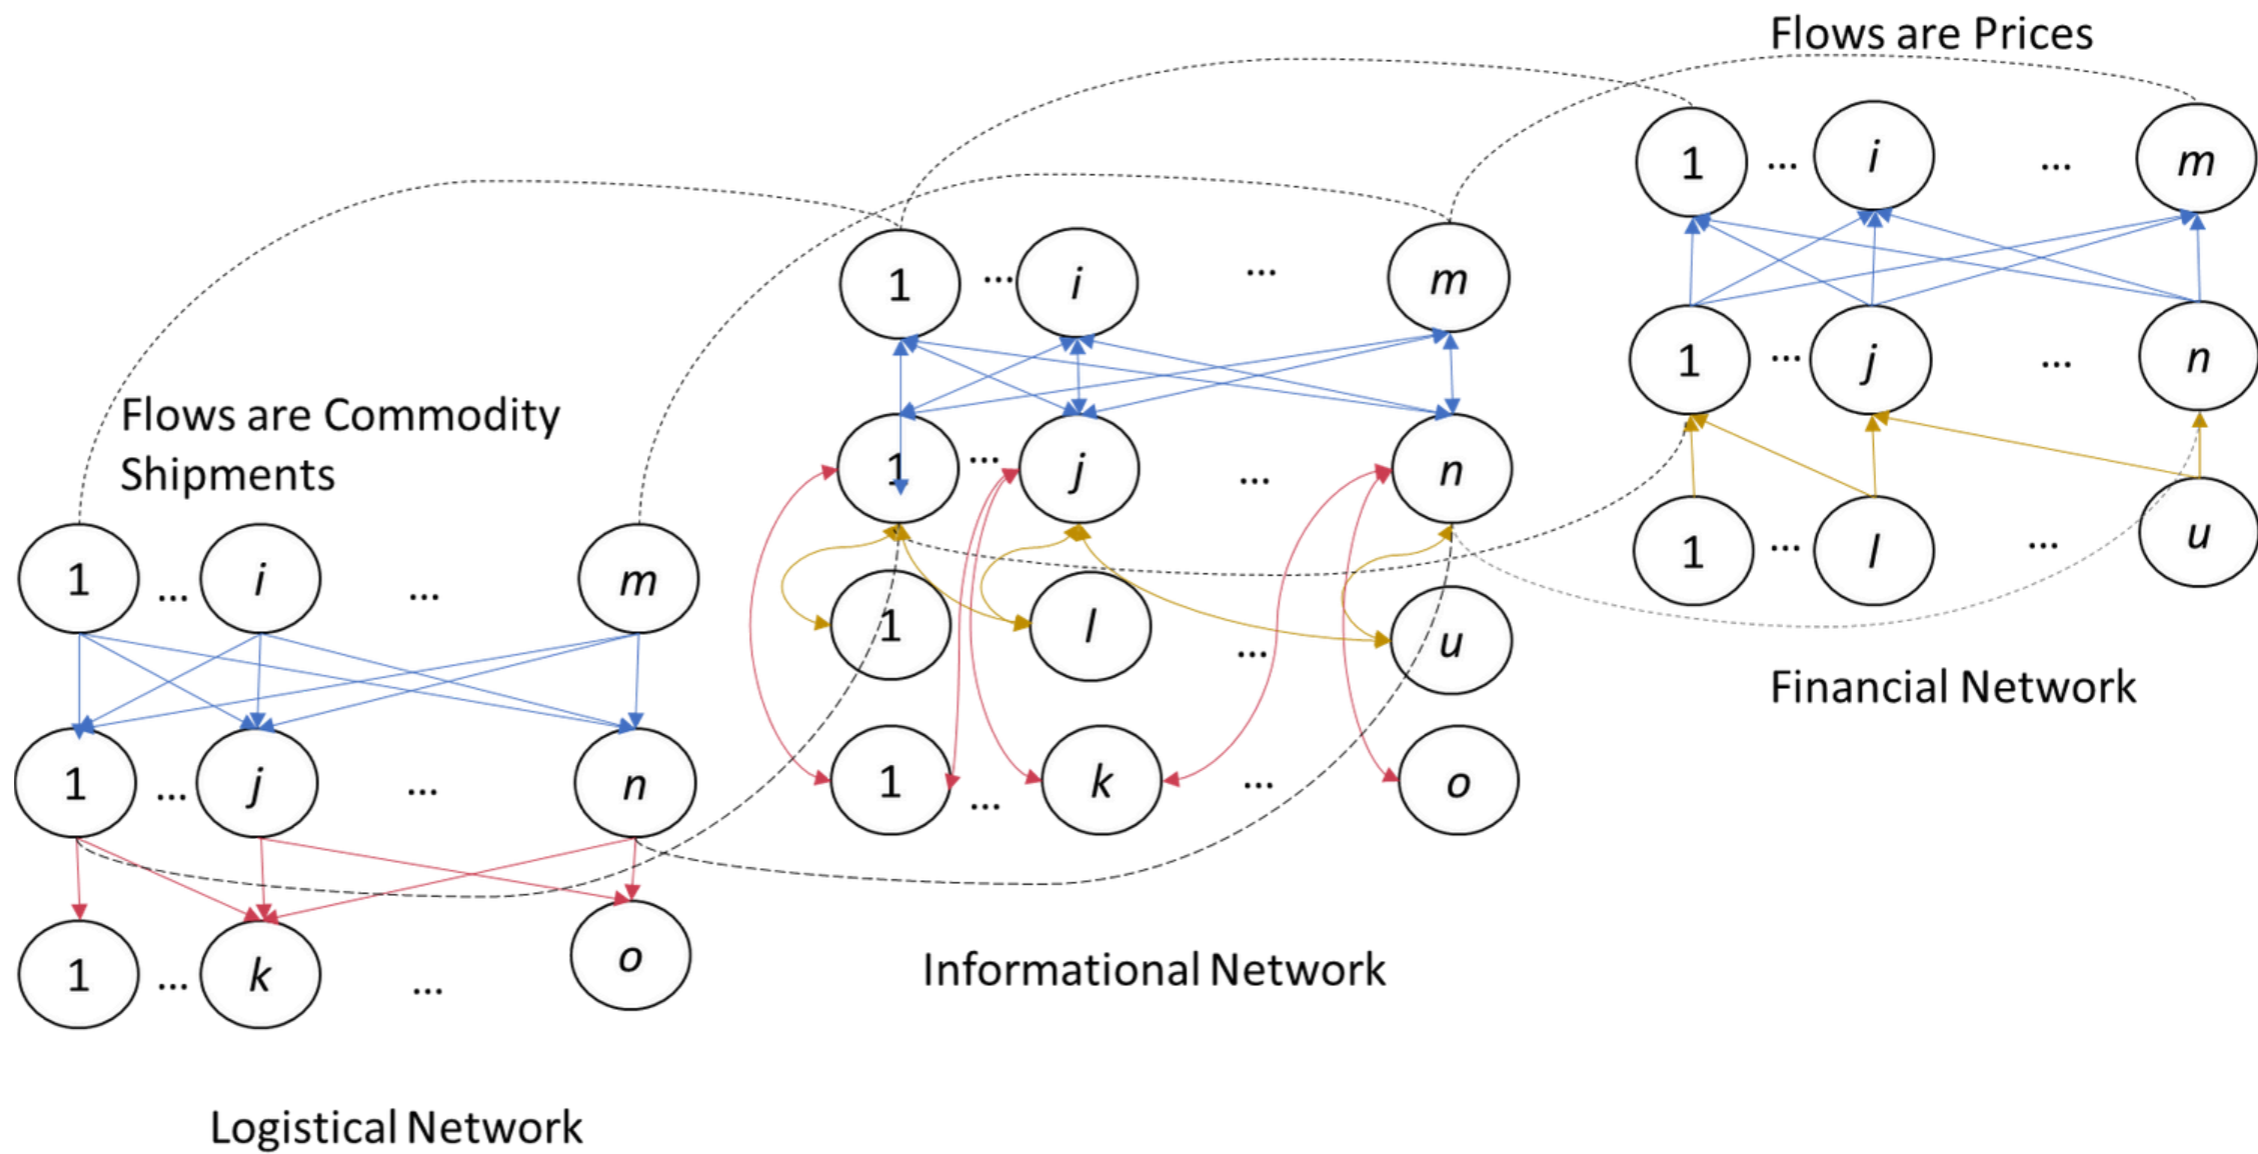 Flows are Prices
1 ... i ... m
1 ... i ... m
1 ... j ... n
Flows are Commodity
Shipments
1 ... j ... n
1 ... l ... u
1 ... i ... m
1 ... l ... u
Financial Network
1 ... j ... n
1 ... k ... o
1 ... k ... o
Informational Network
Logistical Network